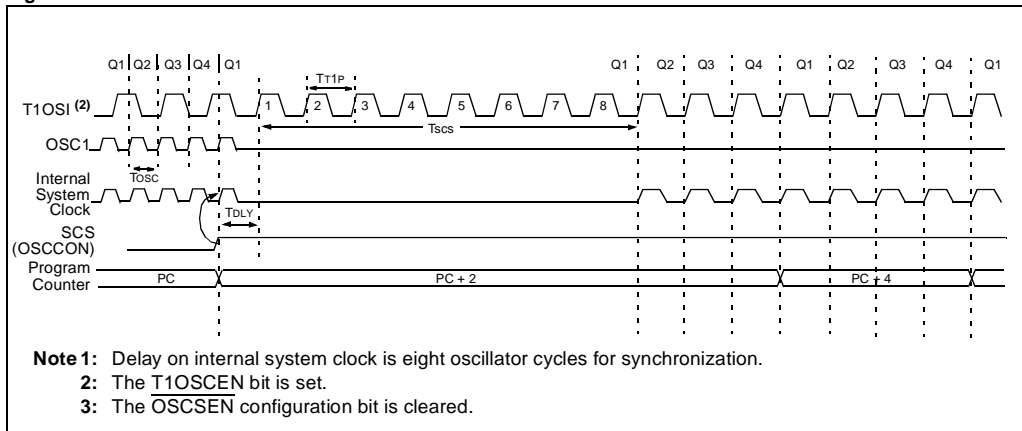 Q1 Q2 Q3 Q4 Q1 Q1 Q2 Q3 Q4 Q1 Q2 Q3 Q4 Q1
TT1P
T1OSI (2) 1 2 3 4 5 6 7 8
TSCS
OSC1
TOSC
Internal
System
Clock
TDLY
SCS
(OSCCON)
Program
Counter PC PC + 2 PC + 4
Note 1: Delay on internal system clock is eight oscillator cycles for synchronization.
2: The T1OSCEN bit is set.
3: The OSCSEN configuration bit is cleared.